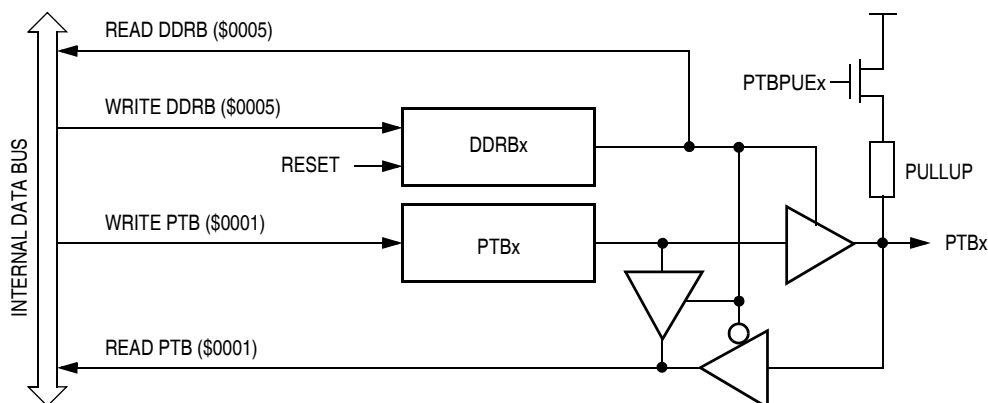 READ DDRB ($0005)
PTBPUEx
WRITE DDRB ($0005)
DDRBx
RESET
PULLUP
INTERNAL DATA BUS
WRITE PTB ($0001)
PTBx
PTBx
READ PTB ($0001)